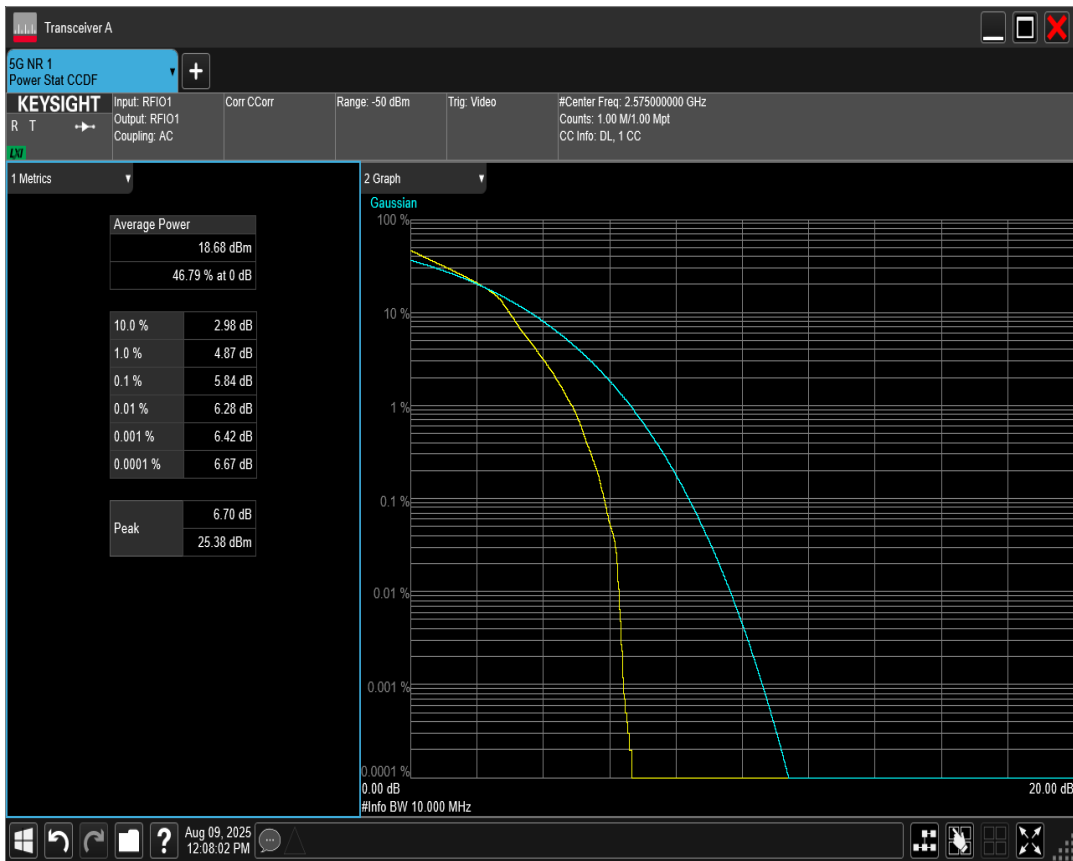 Transceiver A
5G NR 1
Power Stat CCDF
KEYSIGHT
R T
LXI
Input: RFIO1
Output: RFIO1
Coupling: AC
Corr CCorr
Range: -50 dBm
Trig: Video
#Center Freq: 2.575000000 GHz
Counts: 1.00 M/1.00 Mpt
CC Info: DL, 1 CC
1 Metrics
Average Power
18.68 dBm
46.79 % at 0 dB
10.0 % 2.98 dB
1.0 % 4.87 dB
0.1 % 5.84 dB
0.01 % 6.28 dB
0.001 % 6.42 dB
0.0001 % 6.67 dB
Peak 6.70 dB
25.38 dBm
2 Graph
Gaussian
100 %
10 %
1 %
0.1 %
0.01 %
0.001 %
0.0001 %
0.00 dB 20.00 dB
#Info BW 10.000 MHz
Aug 09, 2025
12:08:02 PM